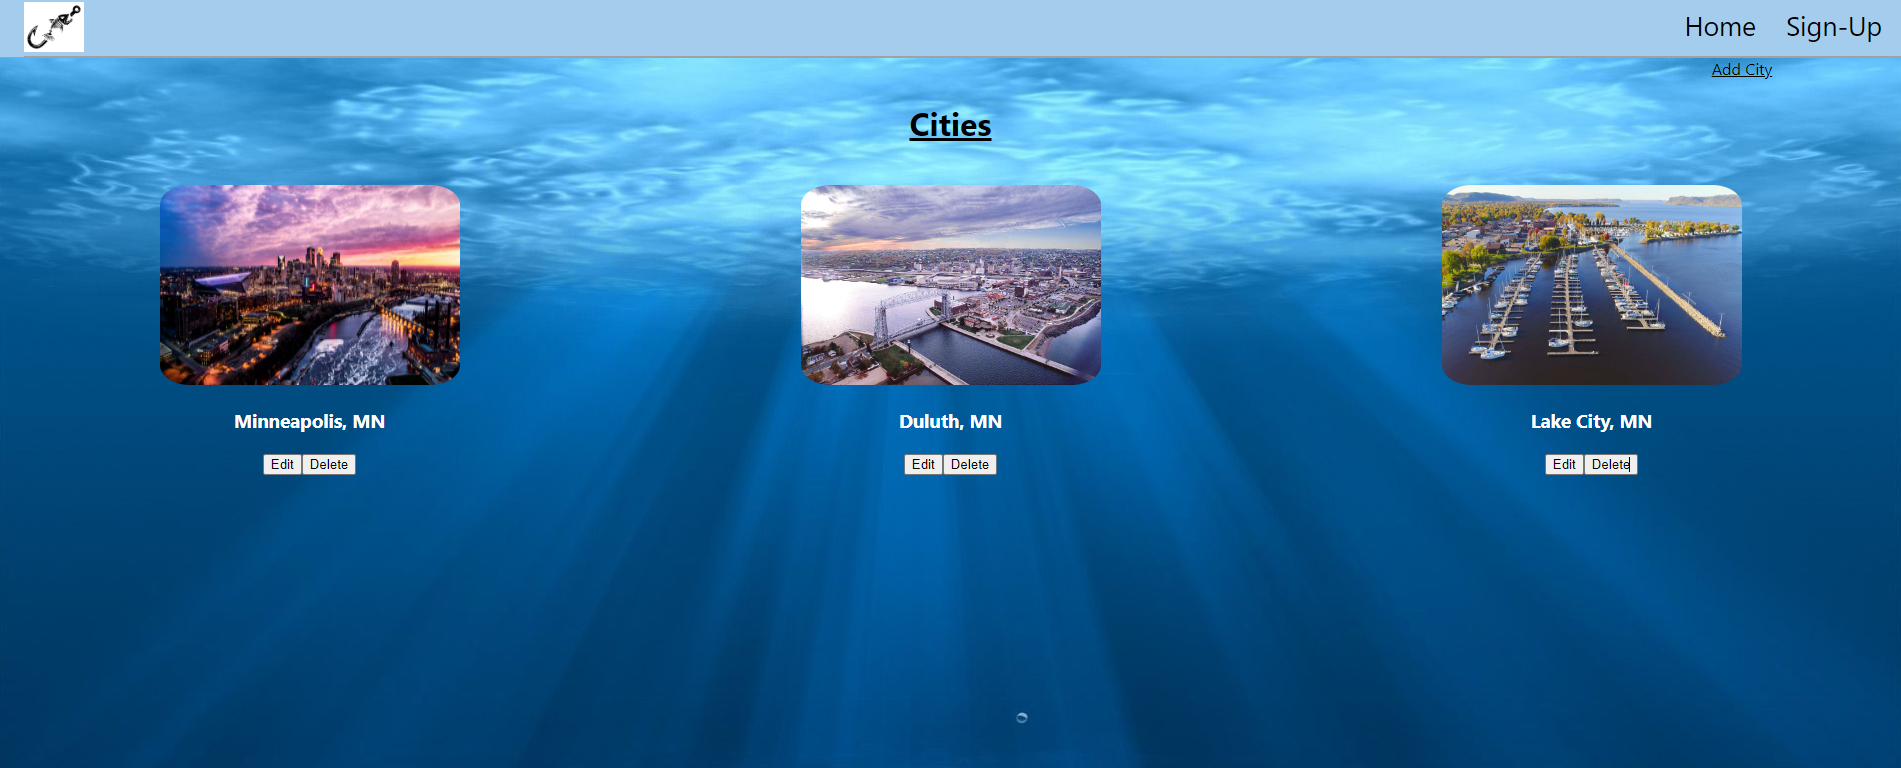 Home Sign-Up
Add City
Cities
Minneapolis, MN
Duluth, MN
Lake City, MN
Edit Delete
Edit Delete
Edit Delete